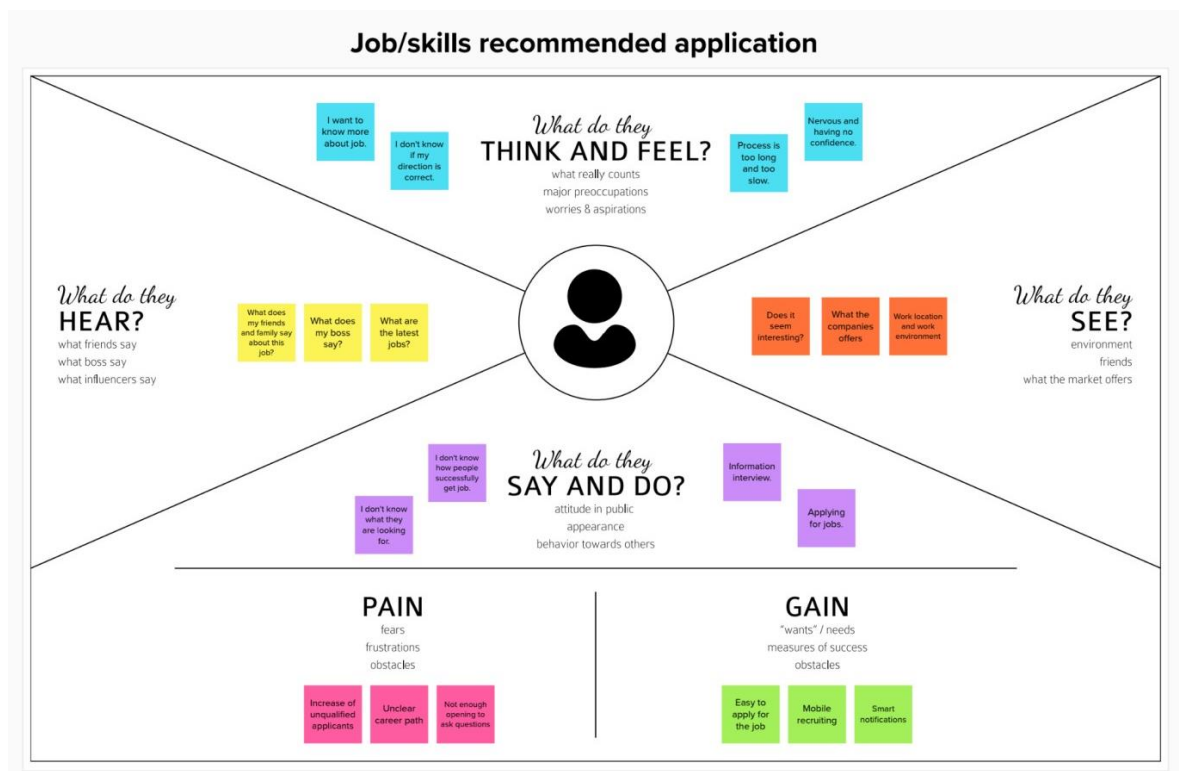 Job/skills recommended application
What do they
THINK AND FEEL?
what really counts
major preoccupations
worries & aspirations
I want to
know more
about job.
I don't know
if my
direction is
correct.
Process is
too long
and too
slow.
Nervous and
having no
confidence.
What do they
HEAR?
what friends say
what boss say
what influencers say
What does
my friends
and family say
about this
job?
What does
my boss
say?
What are
the latest
jobs?
Does it
seem
interesting?
What the
companies
offers
Work location
and work
environment
What do they
SEE?
environment
friends
what the market offers
I don't know
how people
successfully
get job.
I don't know
what they
are looking
for.
What do they
SAY AND DO?
attitude in public
appearance
behavior towards others
Information
interview.
Applying
for jobs.
PAIN
fears
frustrations
obstacles
Increase of
unqualified
applicants
Unclear
career path
Not enough
opening to
ask questions
GAIN
"wants" / needs
measures of success
obstacles
Easy to
apply for
the job
Mobile
recruiting
Smart
notifications